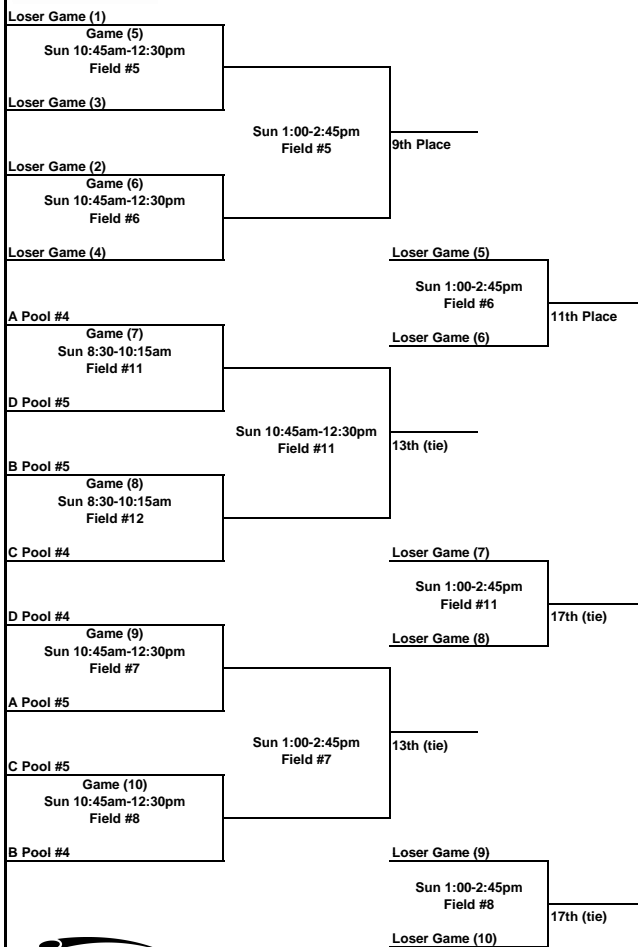 Loser Game (1)
Game (5)
Sun 10:45am-12:30pm
Field #5
Loser Game (3)
Sun 1:00-2:45pm
Field #5
9th Place
Loser Game (2)
Game (6)
Sun 10:45am-12:30pm
Field #6
Loser Game (4)
Loser Game (5)
Sun 1:00-2:45pm
Field #6
11th Place
Loser Game (6)
A Pool #4
Game (7)
Sun 8:30-10:15am
Field #11
D Pool #5
Sun 10:45am-12:30pm
Field #11
13th (tie)
B Pool #5
Game (8)
Sun 8:30-10:15am
Field #12
C Pool #4
Loser Game (7)
Sun 1:00-2:45pm
Field #11
17th (tie)
Loser Game (8)
D Pool #4
Game (9)
Sun 10:45am-12:30pm
Field #7
A Pool #5
Sun 1:00-2:45pm
Field #7
13th (tie)
C Pool #5
Game (10)
Sun 10:45am-12:30pm
Field #8
B Pool #4
Loser Game (9)
Sun 1:00-2:45pm
Field #8
17th (tie)
Loser Game (10)